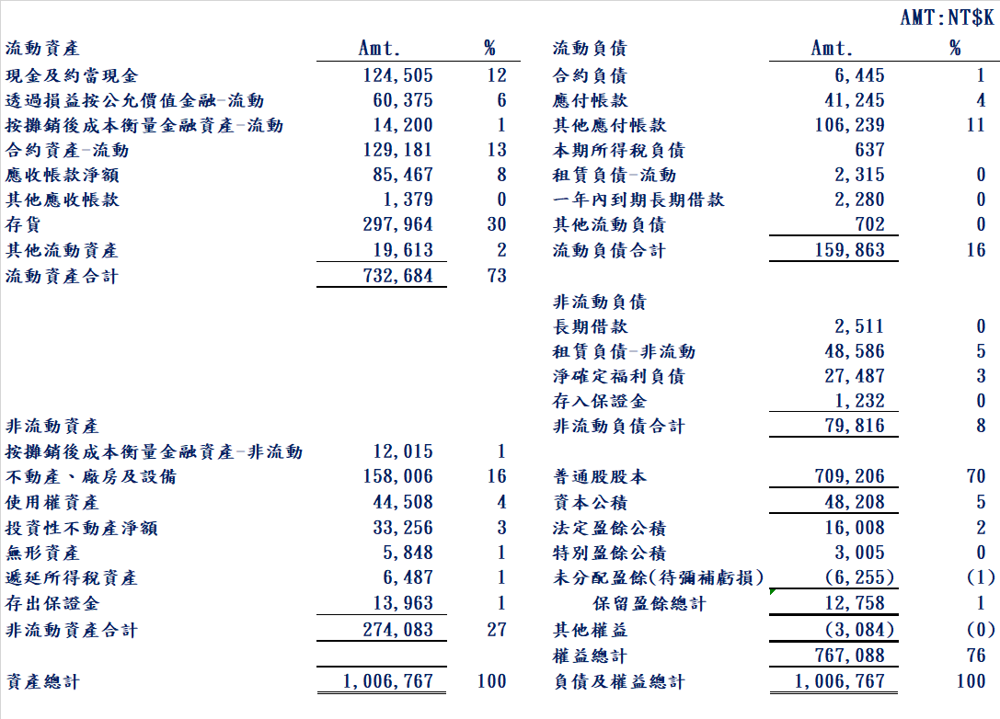 AMT:NT$K
流動資產 Amt. % 流動負債 Amt. %
現金及約當現金 124,505 12 合約負債 6,445 1
透過損益按公允價值金融-流動 60,375 6 應付帳款 41,245 4
按攤銷後成本衡量金融資產-流動 14,200 1 其他應付帳款 106,239 11
合約資產-流動 129,181 13 本期所得稅負債 637
應收帳款淨額 85,467 8 租賃負債-流動 2,315 0
其他應收帳款 1,379 0 一年內到期長期借款 2,280 0
存貨 297,964 30 其他流動負債 702 0
其他流動資產 19,613 2 流動負債合計 159,863 16
流動資產合計 732,684 73
非流動負債
長期借款 2,511 0
租賃負債-非流動 48,586 5
淨確定福利負債 27,487 3
存入保證金 1,232 0
非流動資產 非流動負債合計 79,816 8
按攤銷後成本衡量金融資產-非流動 12,015 1
不動產、廠房及設備 158,006 16 普通股股本 709,206 70
使用權資產 44,508 4 資本公積 48,208 5
投資性不動產淨額 33,256 3 法定盈餘公積 16,008 2
無形資產 5,848 1 特別盈餘公積 3,005 0
遞延所得稅資產 6,487 1 未分配盈餘(待彌補虧損) (6,255) (1)
存出保證金 13,963 1 保留盈餘總計 12,758 1
非流動資產合計 274,083 27 其他權益 (3,084) (0)
權益總計 767,088 76
資產總計 1,006,767 100 負債及權益總計 1,006,767 100